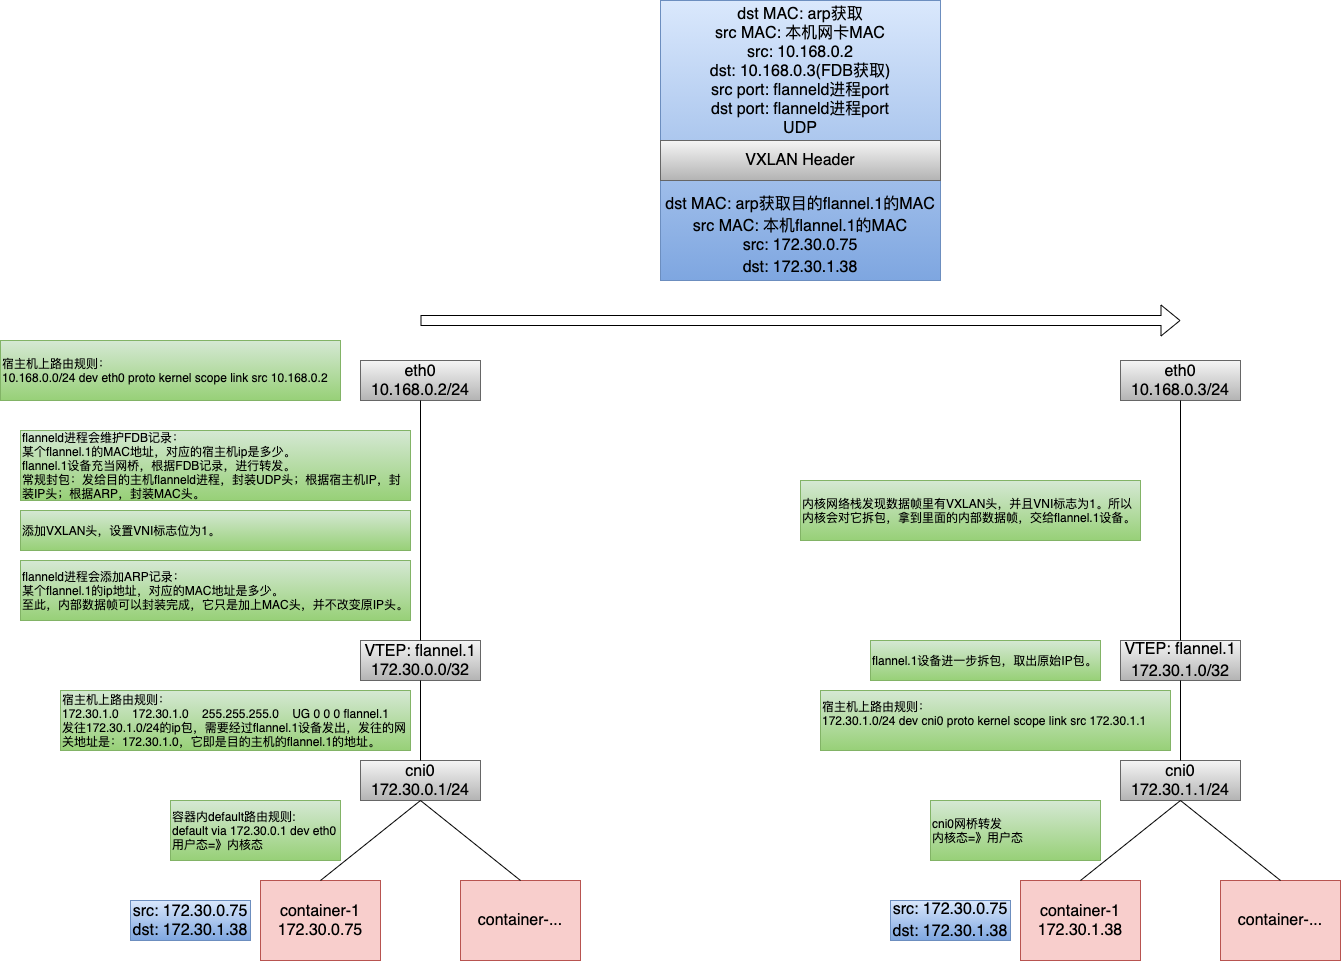 dst MAC: arp获取
src MAC: 本机网卡MAC
src: 10.168.0.2
dst: 10.168.0.3(FDB获取)
src port: flanneld进程port
dst port: flanneld进程port
UDP
VXLAN Header
dst MAC: arp获取目的flannel.1的MAC
src MAC: 本机flannel.1的MAC
src: 172.30.0.75
dst: 172.30.1.38
宿主机上路由规则：
10.168.0.0/24 dev eth0 proto kernel scope link src 10.168.0.2
eth0
10.168.0.2/24
eth0
10.168.0.3/24
flanneld进程会维护FDB记录：
某个flannel.1的MAC地址，对应的宿主机ip是多少。
flannel.1设备充当网桥，根据FDB记录，进行转发。
常规封包：发给目的主机flanneld进程，封装UDP头；根据宿主机IP，封
装IP头；根据ARP，封装MAC头。
内核网络栈发现数据帧里有VXLAN头，并且VNI标志为1。所以
内核会对它拆包，拿到里面的内部数据帧，交给flannel.1设备。
添加VXLAN头，设置VNI标志位为1。
flanneld进程会添加ARP记录：
某个flannel.1的ip地址，对应的MAC地址是多少。
至此，内部数据帧可以封装完成，它只是加上MAC头，并不改变原IP头。
VTEP: flannel.1
172.30.0.0/32
flannel.1设备进一步拆包，取出原始IP包。
VTEP: flannel.1
172.30.1.0/32
宿主机上路由规则：
172.30.1.0 172.30.1.0 255.255.255.0 UG 0 0 0 flannel.1
发往172.30.1.0/24的ip包，需要经过flannel.1设备发出，发往的网
关地址是：172.30.1.0，它即是目的主机的flannel.1的地址。
宿主机上路由规则：
172.30.1.0/24 dev cni0 proto kernel scope link src 172.30.1.1
cni0
172.30.0.1/24
cni0
172.30.1.1/24
容器内default路由规则：
default via 172.30.0.1 dev eth0
用户态=》内核态
cni0网桥转发
内核态=》用户态
src: 172.30.0.75
dst: 172.30.1.38
container-1
172.30.0.75
container-...
src: 172.30.0.75
dst: 172.30.1.38
container-1
172.30.1.38
container-...